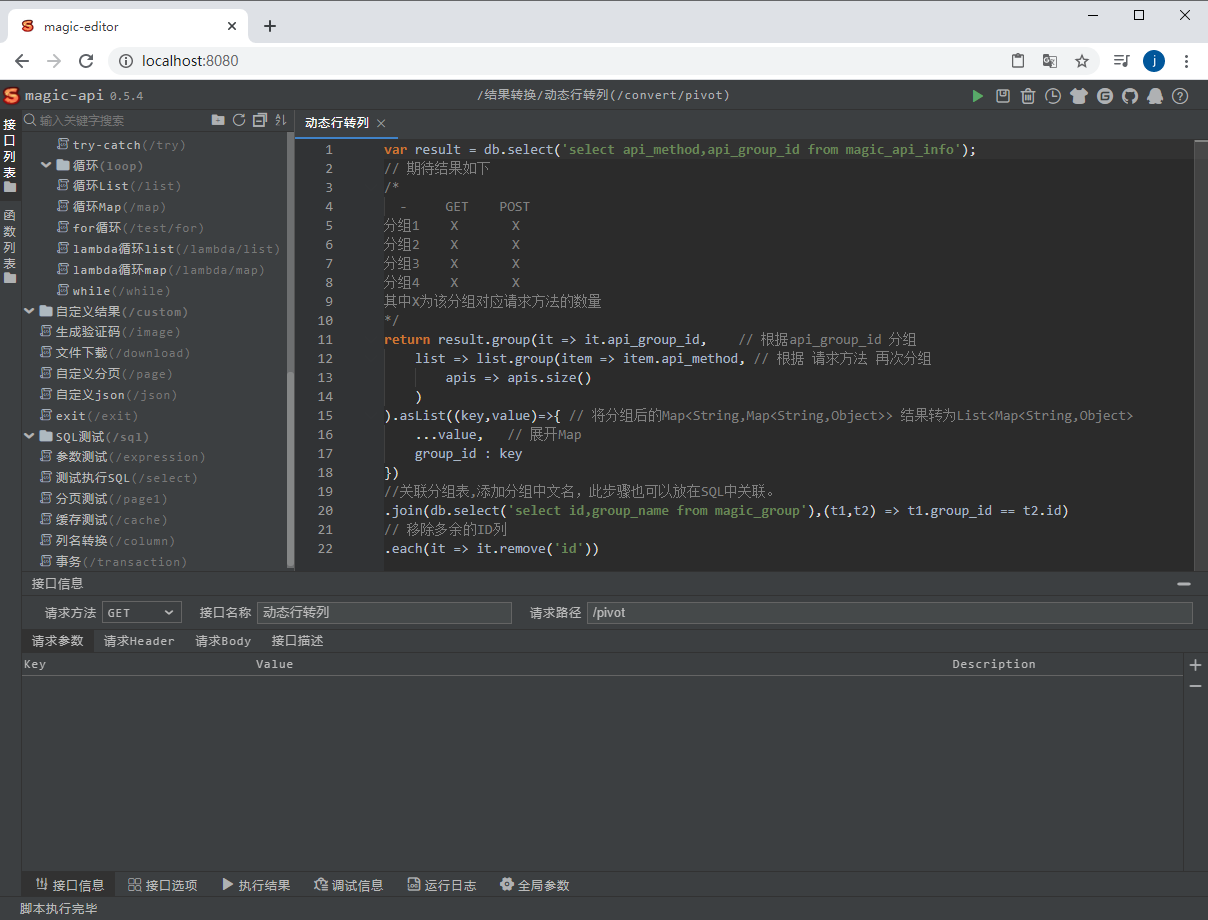 magic-editor
localhost:8080
j
magic-api 0.5.4
/结果转换/动态行转列(/convert/pivot)
接口列表
函数列表
输入关键字搜索
try-catch(/try)
循环(loop)
循环List(/list)
循环Map(/map)
for循环(/test/for)
lambda循环list(/lambda/list)
lambda循环map(/lambda/map)
while(/while)
自定义结果(/custom)
生成验证码(/image)
文件下载(/download)
自定义分页(/page)
自定义json(/json)
exit(/exit)
SQL测试(/sql)
参数测试(/expression)
测试执行SQL(/select)
分页测试(/page1)
缓存测试(/cache)
列名转换(/column)
事务(/transaction)
动态行转列
1 var result = db.select('select api_method,api_group_id from magic_api_info');
2 // 期待结果如下
3 /*
4 - GET POST
5 分组1 X X
6 分组2 X X
7 分组3 X X
8 分组4 X X
9 其中X为该分组对应请求方法的数量
10 */
11 return result.group(it => it.api_group_id, // 根据api_group_id 分组
12 list => list.group(item => item.api_method, // 根据 请求方法 再次分组
13 apis => apis.size()
14 )
15 ).asList((key,value)=>{ // 将分组后的Map<String,Map<String,Object>> 结果转为List<Map<String,Object>
16 ...value, // 展开Map
17 group_id : key
18 })
19 //关联分组表,添加分组中文名，此步骤也可以放在SQL中关联。
20 .join(db.select('select id,group_name from magic_group'),(t1,t2) => t1.group_id == t2.id)
21 // 移除多余的ID列
22 .each(it => it.remove('id'))
接口信息
请求方法 GET 接口名称 动态行转列 请求路径 /pivot
请求参数 请求Header 请求Body 接口描述
Key Value Description
接口信息 接口选项 执行结果 调试信息 运行日志 全局参数
脚本执行完毕